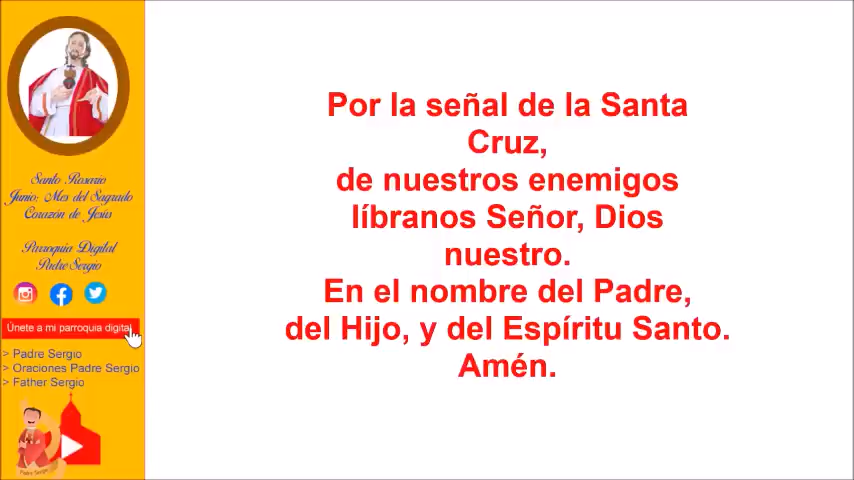 Santo Rosario
Junio: Mes del Sagrado
Corazón de Jesús
Parroquia Digital
Padre Sergio
Únete a mi parroquia digital
> Padre Sergio
> Oraciones Padre Sergio
> Father Sergio
Padre Sergio
Por la señal de la Santa
Cruz,
de nuestros enemigos
líbranos Señor, Dios
nuestro.
En el nombre del Padre,
del Hijo, y del Espíritu Santo.
Amén.